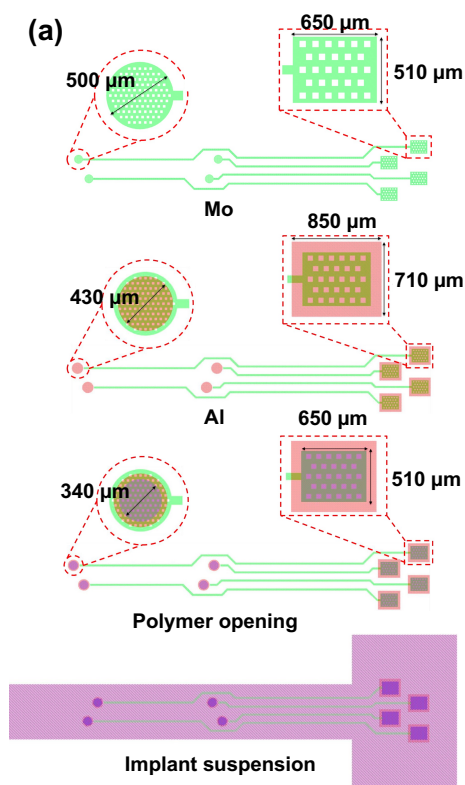 (a)
650 µm
500 µm
510 µm
Mo
850 µm
430 µm
710 µm
Al
650 µm
340 µm
510 µm
Polymer opening
Implant suspension